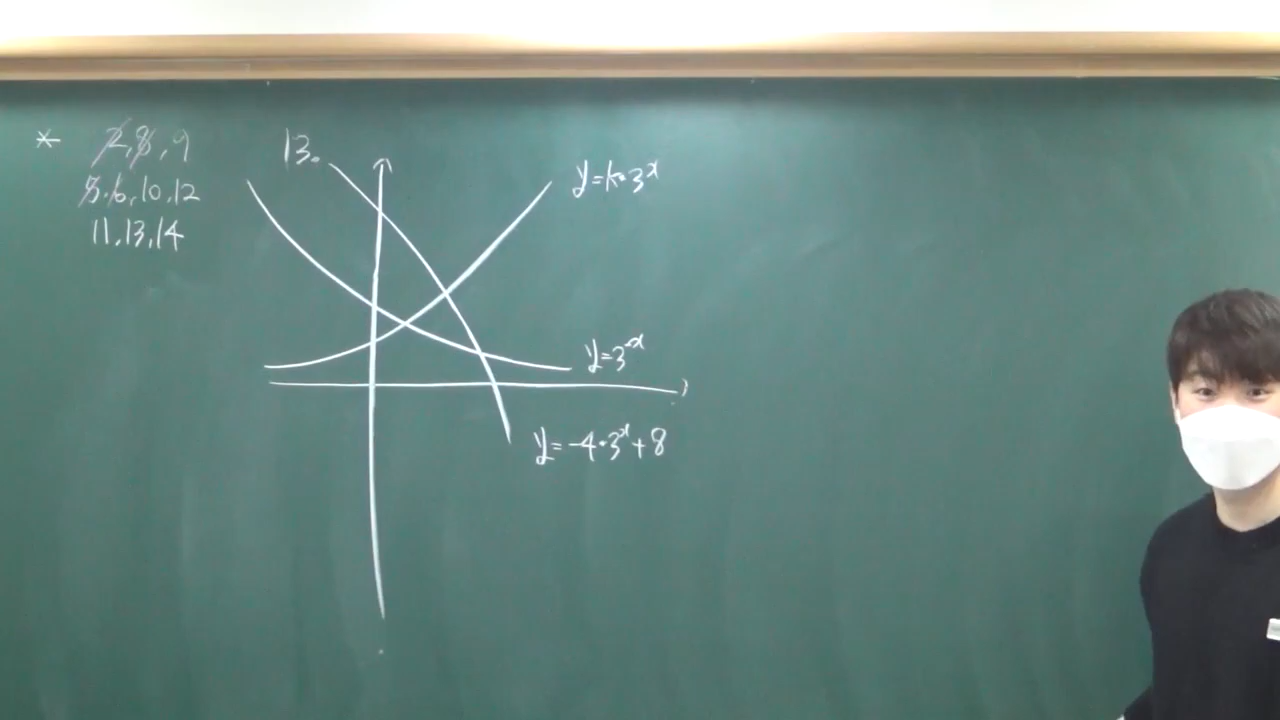 * 2, 8, 9
5, 6, 10, 12
11, 13, 14
13.
y=k·3^x
y=3^-x
y=-4·3^x+8